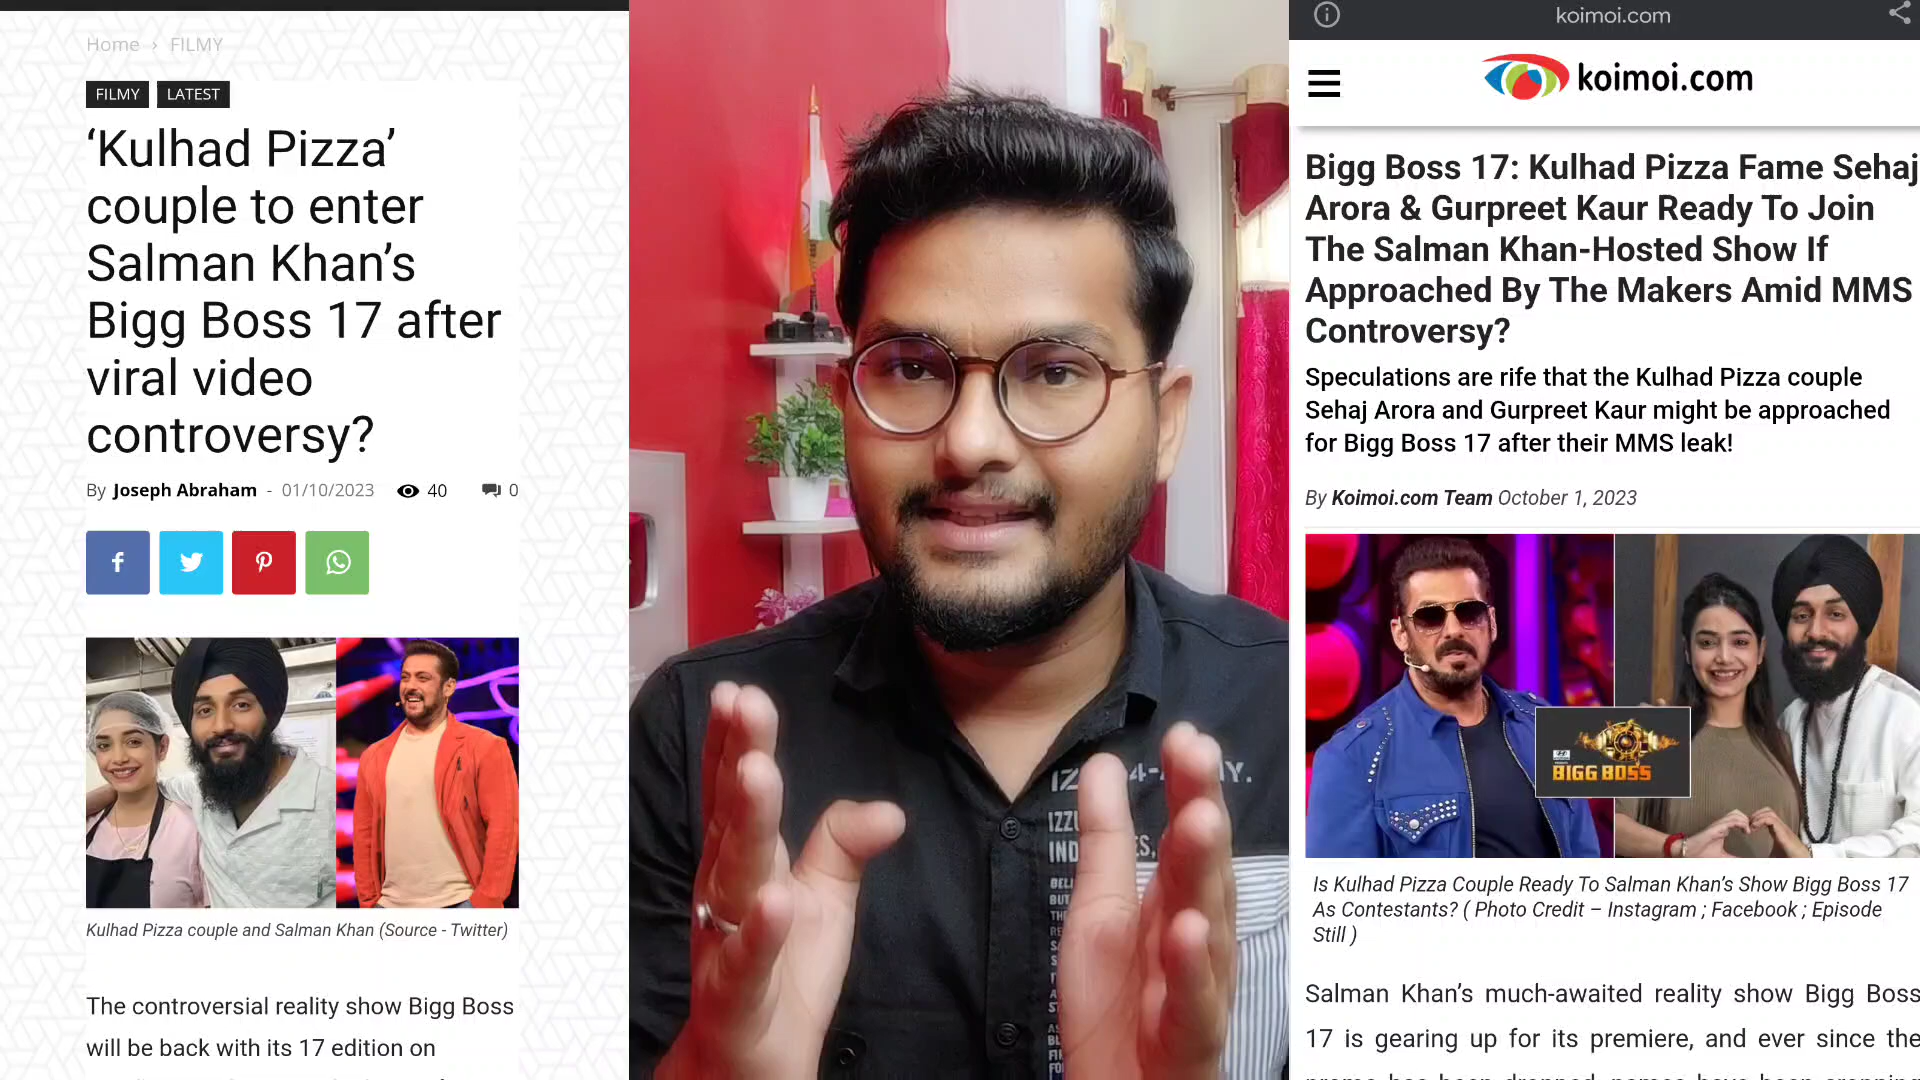 Home › FILMY
FILMY LATEST
‘Kulhad Pizza’
couple to enter
Salman Khan’s
Bigg Boss 17 after
viral video
controversy?
By Joseph Abraham - 01/10/2023 40 0
Kulhad Pizza couple and Salman Khan (Source - Twitter)
The controversial reality show Bigg Boss
will be back with its 17 edition on
IZZU
IND
koimoi.com
koimoi.com
Bigg Boss 17: Kulhad Pizza Fame Sehaj
Arora & Gurpreet Kaur Ready To Join
The Salman Khan-Hosted Show If
Approached By The Makers Amid MMS
Controversy?
Speculations are rife that the Kulhad Pizza couple
Sehaj Arora and Gurpreet Kaur might be approached
for Bigg Boss 17 after their MMS leak!
By Koimoi.com Team October 1, 2023
BIGG BOSS
Is Kulhad Pizza Couple Ready To Salman Khan’s Show Bigg Boss 17
As Contestants? ( Photo Credit – Instagram ; Facebook ; Episode
Still )
Salman Khan’s much-awaited reality show Bigg Boss
17 is gearing up for its premiere, and ever since the